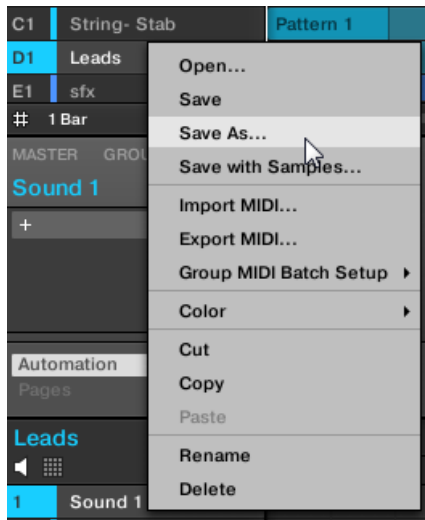 C1 String- Stab Pattern 1
D1 Leads
E1 sfx
1 Bar
MASTER GROU
Sound 1
+
Automation
Pages
Leads
1 Sound 1
Open...
Save
Save As...
Save with Samples...
Import MIDI...
Export MIDI...
Group MIDI Batch Setup
Color
Cut
Copy
Paste
Rename
Delete